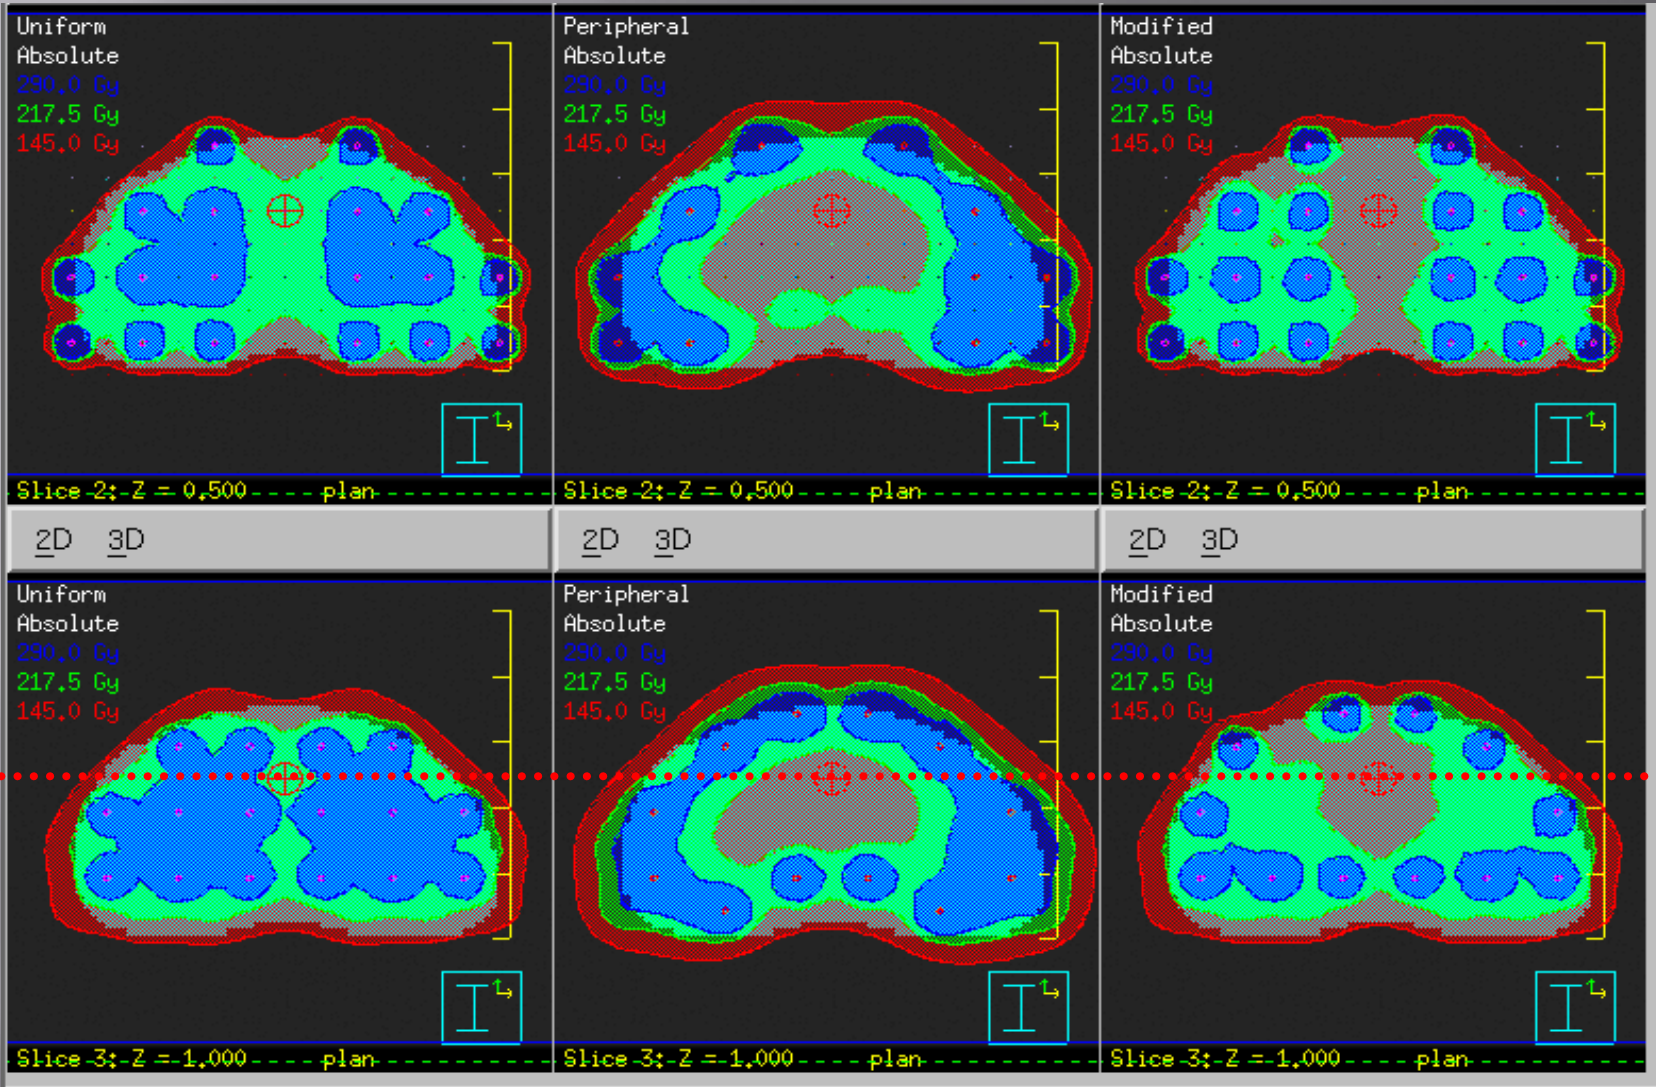 Uniform
Absolute
290.0 Gy
217.5 Gy
145.0 Gy
Slice 2: Z = 0.500 plan
Peripheral
Absolute
290.0 Gy
217.5 Gy
145.0 Gy
Slice 2: Z = 0.500 plan
Modified
Absolute
290.0 Gy
217.5 Gy
145.0 Gy
Slice 2: Z = 0.500 plan
2D 3D
2D 3D
2D 3D
Uniform
Absolute
290.0 Gy
217.5 Gy
145.0 Gy
Slice 3: Z = 1.000 plan
Peripheral
Absolute
290.0 Gy
217.5 Gy
145.0 Gy
Slice 3: Z = 1.000 plan
Modified
Absolute
290.0 Gy
217.5 Gy
145.0 Gy
Slice 3: Z = 1.000 plan